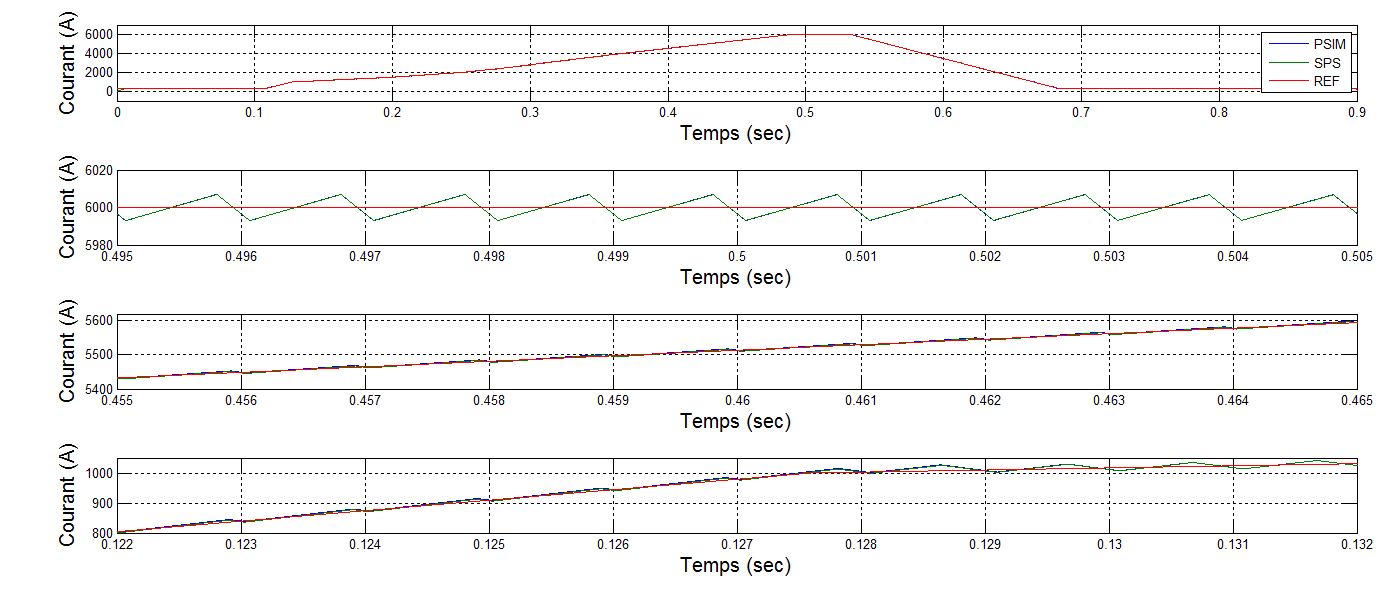 Courant (A)
6000
4000
2000
0
PSIM
SPS
REF
0 0.1 0.2 0.3 0.4 0.5 0.6 0.7 0.8 0.9
Temps (sec)
Courant (A)
6020
6000
5980
0.495 0.496 0.497 0.498 0.499 0.5 0.501 0.502 0.503 0.504 0.505
Temps (sec)
Courant (A)
5600
5500
5400
0.455 0.456 0.457 0.458 0.459 0.46 0.461 0.462 0.463 0.464 0.465
Temps (sec)
Courant (A)
1000
900
800
0.122 0.123 0.124 0.125 0.126 0.127 0.128 0.129 0.13 0.131 0.132
Temps (sec)